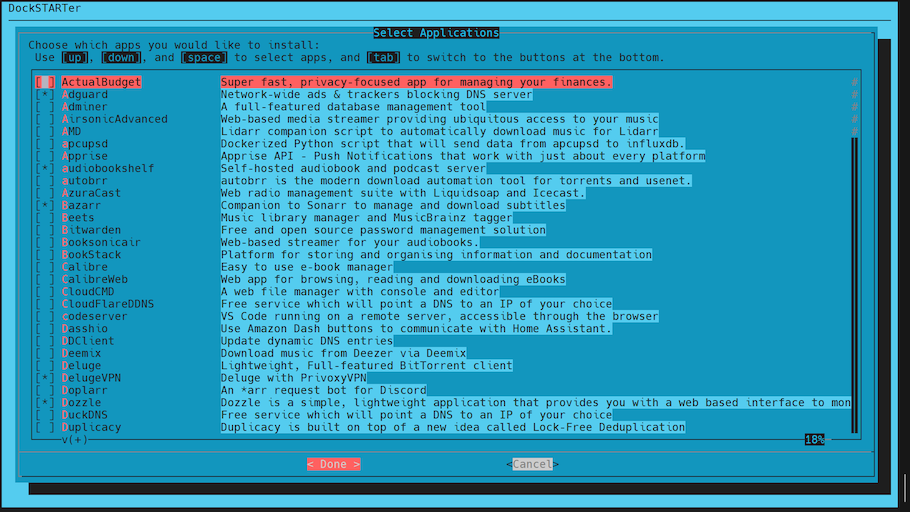 DockSTARTer
Select Applications
Choose which apps you would like to install:
Use [up], [down], and [space] to select apps, and [tab] to switch to the buttons at the bottom.
[ ] ActualBudget Super fast, privacy-focused app for managing your finances. #
[*] Adguard Network-wide ads & trackers blocking DNS server #
[ ] Adminer A full-featured database management tool #
[ ] AirsonicAdvanced Web-based media streamer providing ubiquitous access to your music #
[ ] AMD Lidarr companion script to automatically download music for Lidarr #
[ ] apcupsd Dockerized Python script that will send data from apcupsd to influxdb.
[ ] Apprise Apprise API - Push Notifications that work with just about every platform
[*] audiobookshelf Self-hosted audiobook and podcast server
[ ] autobrr autobrr is the modern download automation tool for torrents and usenet.
[ ] AzuraCast Web radio management suite with Liquidsoap and Icecast.
[*] Bazarr Companion to Sonarr to manage and download subtitles
[ ] Beets Music library manager and MusicBrainz tagger
[ ] Bitwarden Free and open source password management solution
[ ] Booksonicair Web-based streamer for your audiobooks.
[ ] BookStack Platform for storing and organising information and documentation
[ ] Calibre Easy to use e-book manager
[ ] CalibreWeb Web app for browsing, reading and downloading eBooks
[ ] CloudCMD A web file manager with console and editor
[ ] CloudFlareDDNS Free service which will point a DNS to an IP of your choice
[ ] codeserver VS Code running on a remote server, accessible through the browser
[ ] Dasshio Use Amazon Dash buttons to communicate with Home Assistant.
[ ] DDClient Update dynamic DNS entries
[ ] Deemix Download music from Deezer via Deemix
[ ] Deluge Lightweight, Full-featured BitTorrent client
[*] DelugeVPN Deluge with PrivoxyVPN
[ ] Doplarr An *arr request bot for Discord
[*] Dozzle Dozzle is a simple, lightweight application that provides you with a web based interface to mon
[ ] DuckDNS Free service which will point a DNS to an IP of your choice
[ ] Duplicacy Duplicacy is built on top of a new idea called Lock-Free Deduplication
v(+) 18%
< Done > <Cancel>